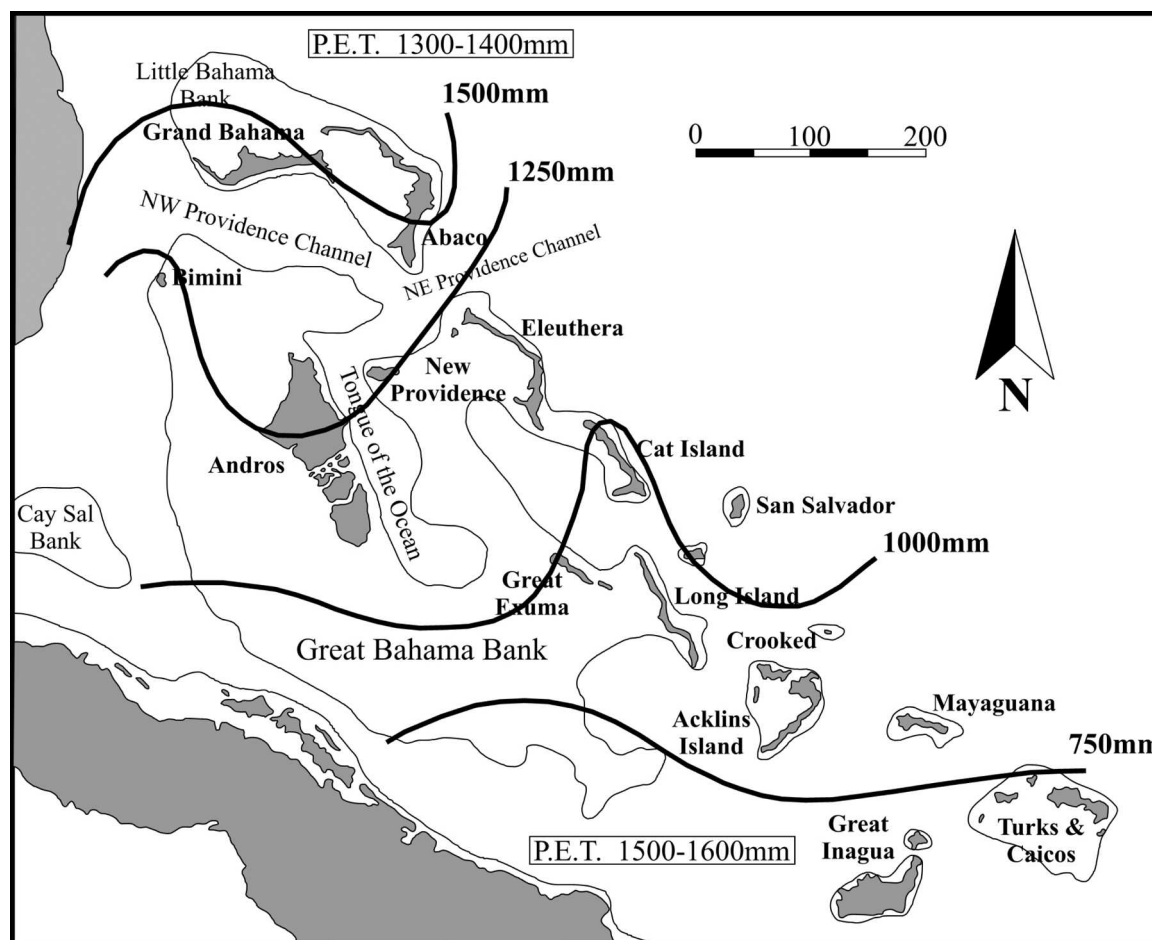 P.E.T. 1300-1400mm
Little Bahama
Bank
1500mm
Grand Bahama
0 100 200
1250mm
NW Providence Channel
Abaco
NE Providence Channel
Bimini
Eleuthera
New
Providence
Tongue of the Ocean
N
Andros
Cat Island
San Salvador
Cay Sal
Bank
1000mm
Great
Exuma
Long Island
Crooked
Great Bahama Bank
Acklins
Island
Mayaguana
750mm
Great
Inagua
Turks &
Caicos
P.E.T. 1500-1600mm